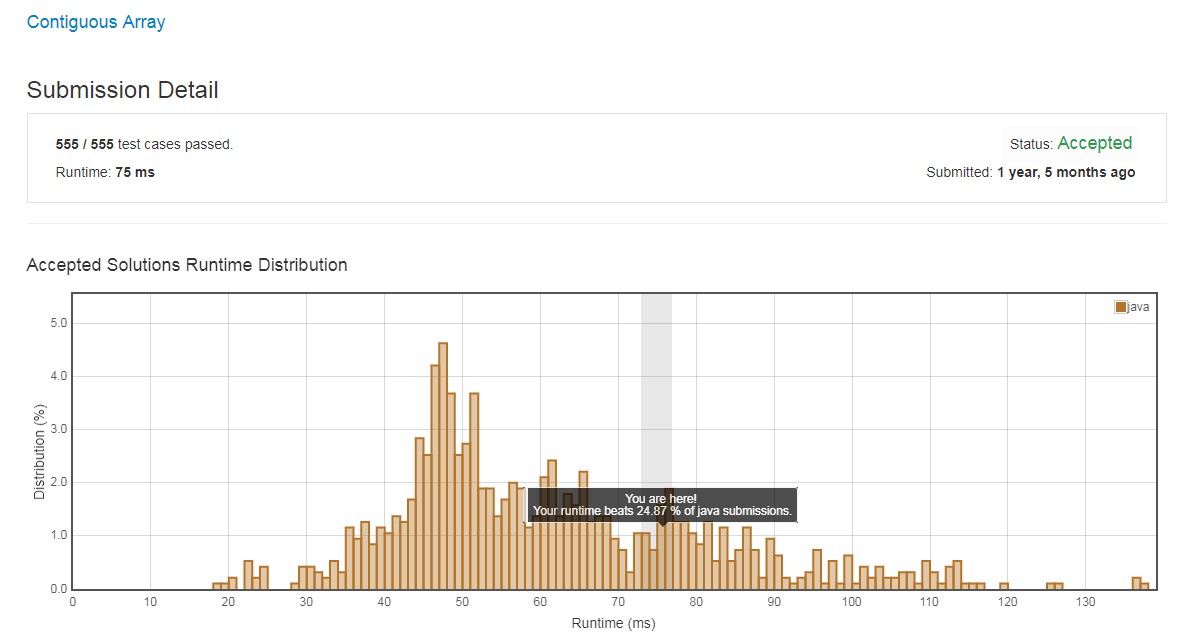 Contiguous Array
Submission Detail
555 / 555 test cases passed.
Status: Accepted
Runtime: 75 ms
Submitted: 1 year, 5 months ago
Accepted Solutions Runtime Distribution
java
5.0
4.0
3.0
2.0
1.0
0.0
Distribution (%)
You are here!
Your runtime beats 24.87 % of java submissions.
0 10 20 30 40 50 60 70 80 90 100 110 120 130
Runtime (ms)